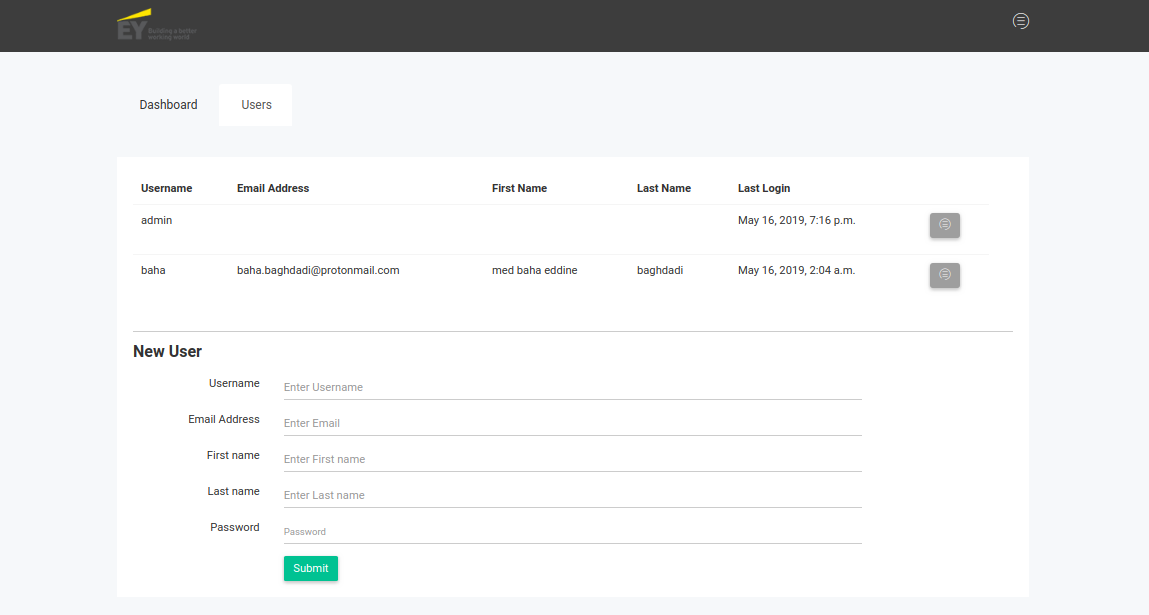 EY Building a better
working world
Dashboard Users
Username Email Address First Name Last Name Last Login
admin May 16, 2019, 7:16 p.m.
baha baha.baghdadi@protonmail.com med baha eddine baghdadi May 16, 2019, 2:04 a.m.
New User
Username Enter Username
Email Address Enter Email
First name Enter First name
Last name Enter Last name
Password Password
Submit